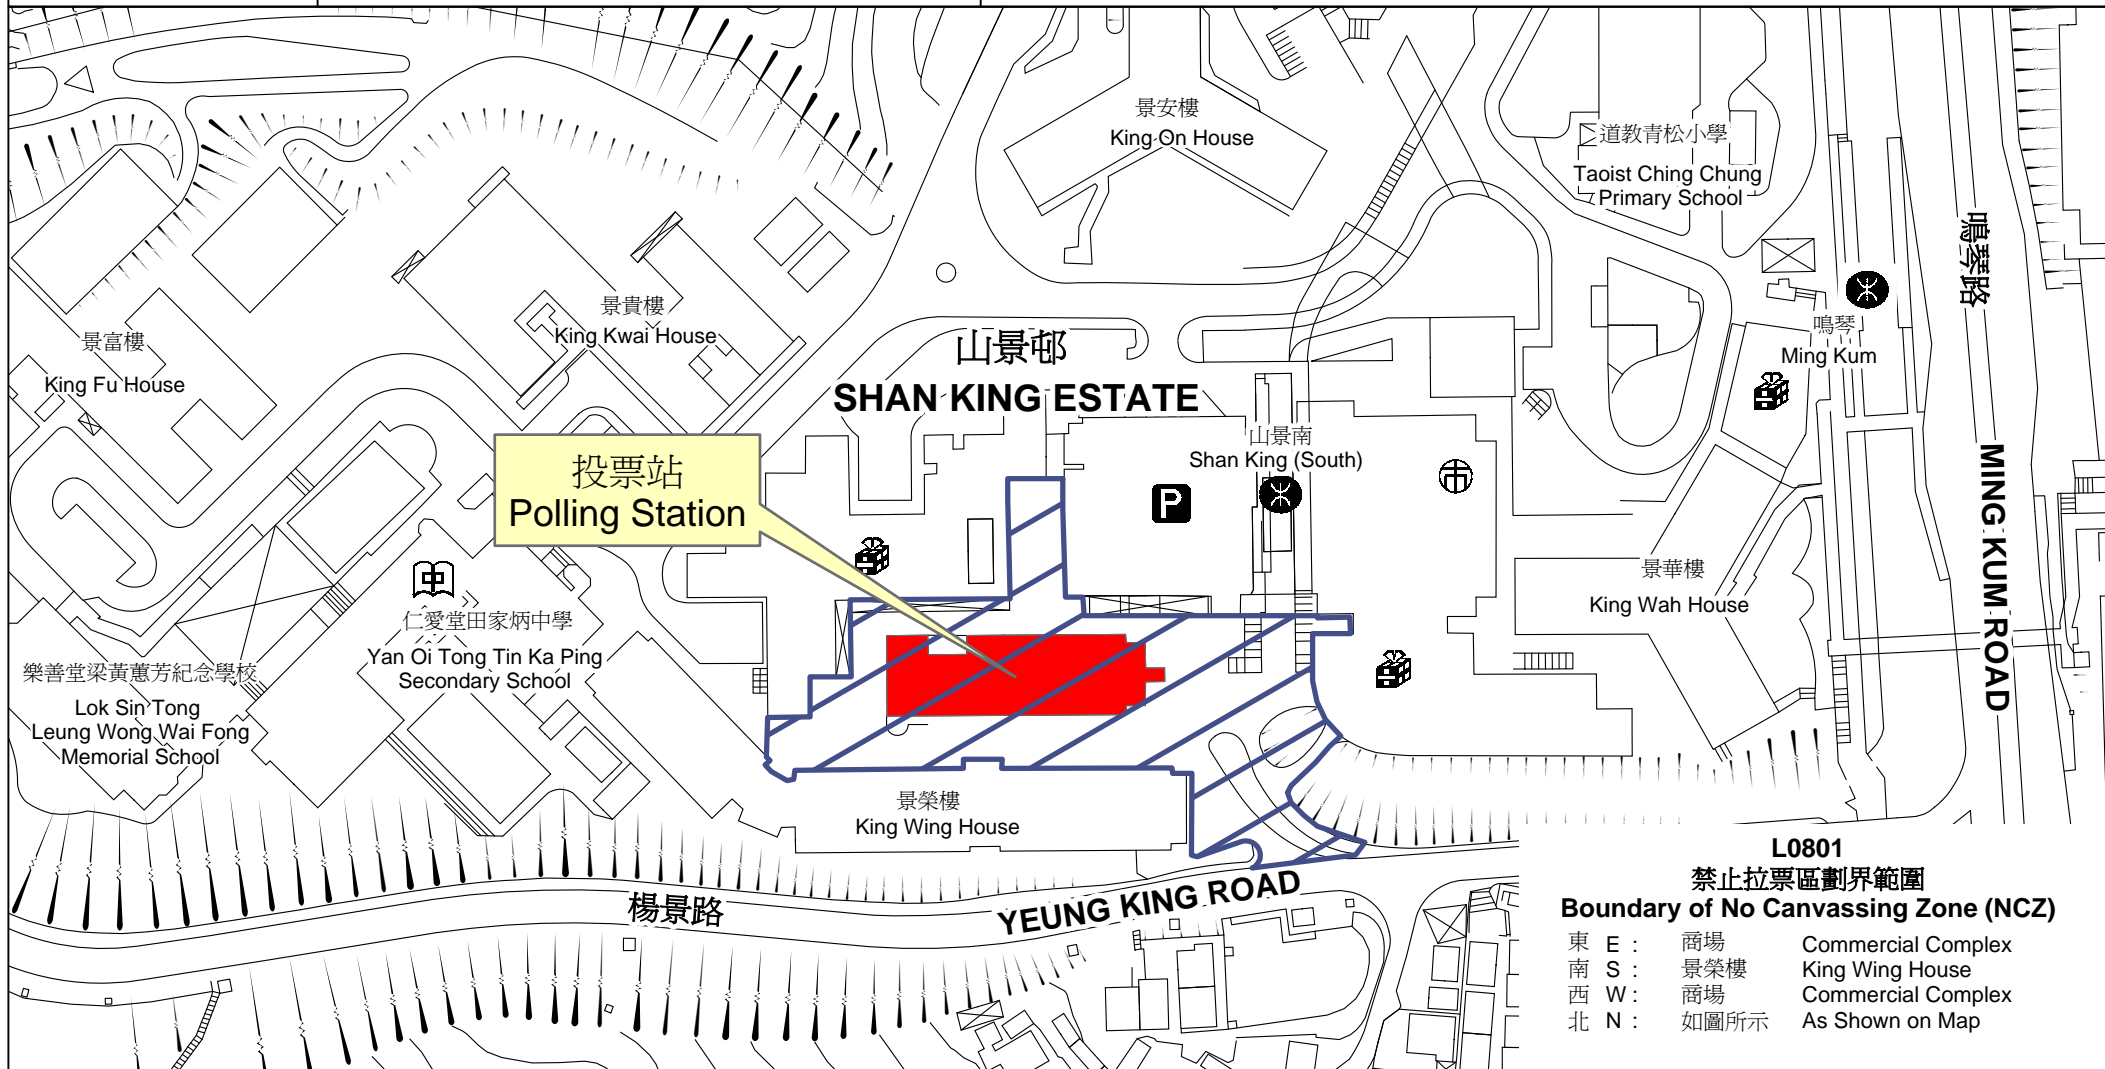 景安樓
King On House
道教青松小學
Taoist Ching Chung
Primary School
鳴琴路
景貴樓
King Kwai House
景富樓
King Fu House
山景邨
SHAN KING ESTATE
鳴琴
Ming Kum
山景南
Shan King (South)
投票站
Polling Station
P
市
MING KUM ROAD
中
景華樓
King Wah House
仁愛堂田家炳中學
Yan Oi Tong Tin Ka Ping
Secondary School
樂善堂梁黃蕙芳紀念學校
Lok Sin Tong
Leung Wong Wai Fong
Memorial School
景榮樓
King Wing House
楊景路
YEUNG KING ROAD
L0801
禁止拉票區劃界範圍
Boundary of No Canvassing Zone (NCZ)
東 E : 商場 Commercial Complex
南 S : 景榮樓 King Wing House
西 W : 商場 Commercial Complex
北 N : 如圖所示 As Shown on Map